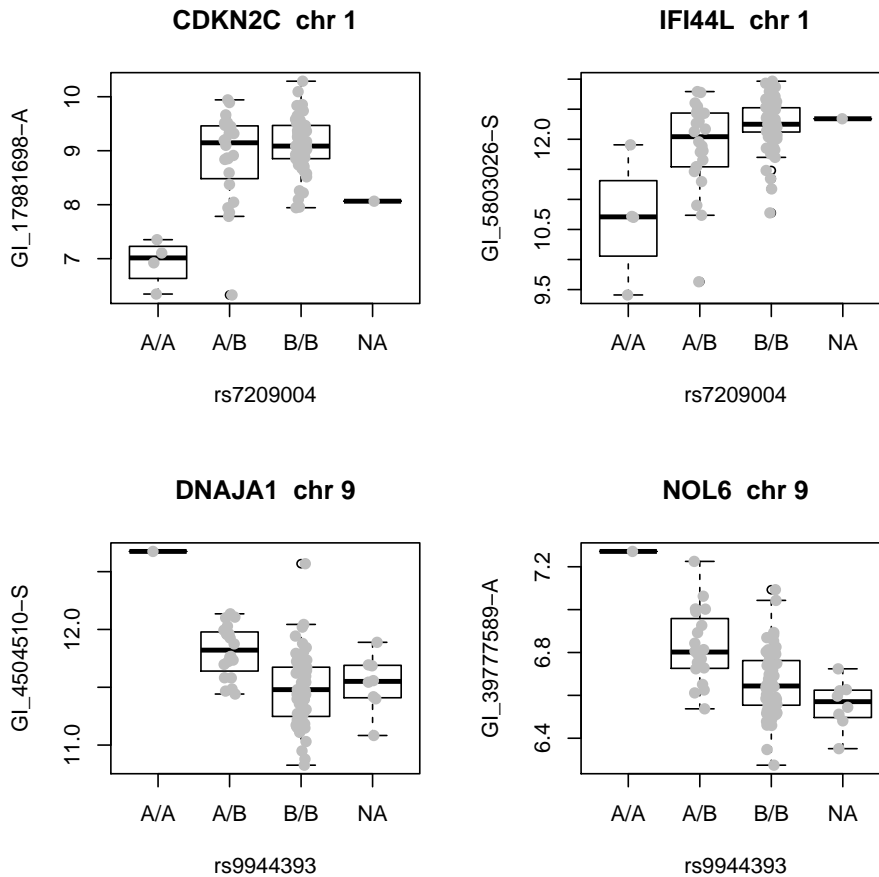 CDKN2C chr 1
GI_17981698−A
10
9
8
7
A/A A/B B/B NA
rs7209004
IFI44L chr 1
GI_5803026−S
12.0
10.5
9.5
A/A A/B B/B NA
rs7209004
DNAJA1 chr 9
GI_4504510−S
12.0
11.0
A/A A/B B/B NA
rs9944393
NOL6 chr 9
GI_39777589−A
7.2
6.8
6.4
A/A A/B B/B NA
rs9944393